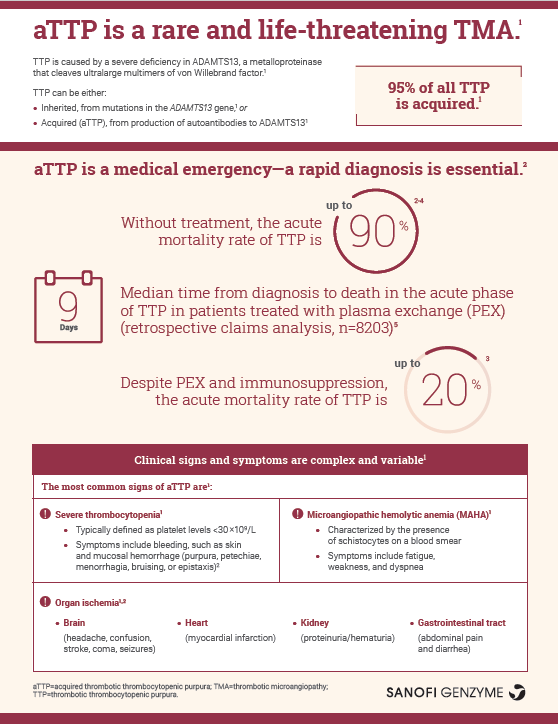 aTTP is a rare and life-threatening TMA.¹
TTP is caused by a severe deficiency in ADAMTS13, a metalloproteinase
that cleaves ultralarge multimers of von Willebrand factor.¹
TTP can be either:
• Inherited, from mutations in the ADAMTS13 gene,¹ or
• Acquired (aTTP), from production of autoantibodies to ADAMTS13¹
95% of all TTP
is acquired.¹
aTTP is a medical emergency—a rapid diagnosis is essential.²
Without treatment, the acute
mortality rate of TTP is
up to
90%
2-4
9
Days
Median time from diagnosis to death in the acute phase
of TTP in patients treated with plasma exchange (PEX)
(retrospective claims analysis, n=8203)⁵
Despite PEX and immunosuppression,
the acute mortality rate of TTP is
up to
20%
3
Clinical signs and symptoms are complex and variable¹
The most common signs of aTTP are¹:
! Severe thrombocytopenia¹
• Typically defined as platelet levels <30×10⁹/L
• Symptoms include bleeding, such as skin
and mucosal hemorrhage (purpura, petechiae,
menorrhagia, bruising, or epistaxis)²
! Microangiopathic hemolytic anemia (MAHA)¹
• Characterized by the presence
of schistocytes on a blood smear
• Symptoms include fatigue,
weakness, and dyspnea
! Organ ischemia¹,²
• Brain
(headache, confusion,
stroke, coma, seizures)
• Heart
(myocardial infarction)
• Kidney
(proteinuria/hematuria)
• Gastrointestinal tract
(abdominal pain
and diarrhea)
aTTP=acquired thrombotic thrombocytopenic purpura; TMA=thrombotic microangiopathy;
TTP=thrombotic thrombocytopenic purpura.
SANOFI GENZYME